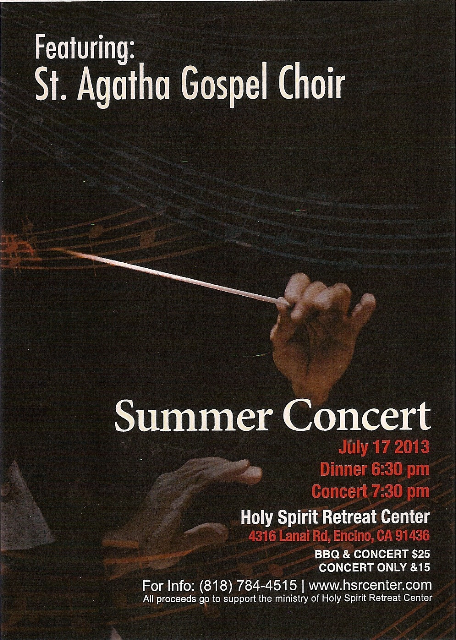 Featuring:
St. Agatha Gospel Choir
Summer Concert
July 17 2013
Dinner 6:30 pm
Concert 7:30 pm
Holy Spirit Retreat Center
4316 Lanai Rd, Encino, CA 91436
BBQ & CONCERT $25
CONCERT ONLY &15
For Info: (818) 784-4515 | www.hsrcenter.com
All proceeds go to support the ministry of Holy Spirit Retreat Center